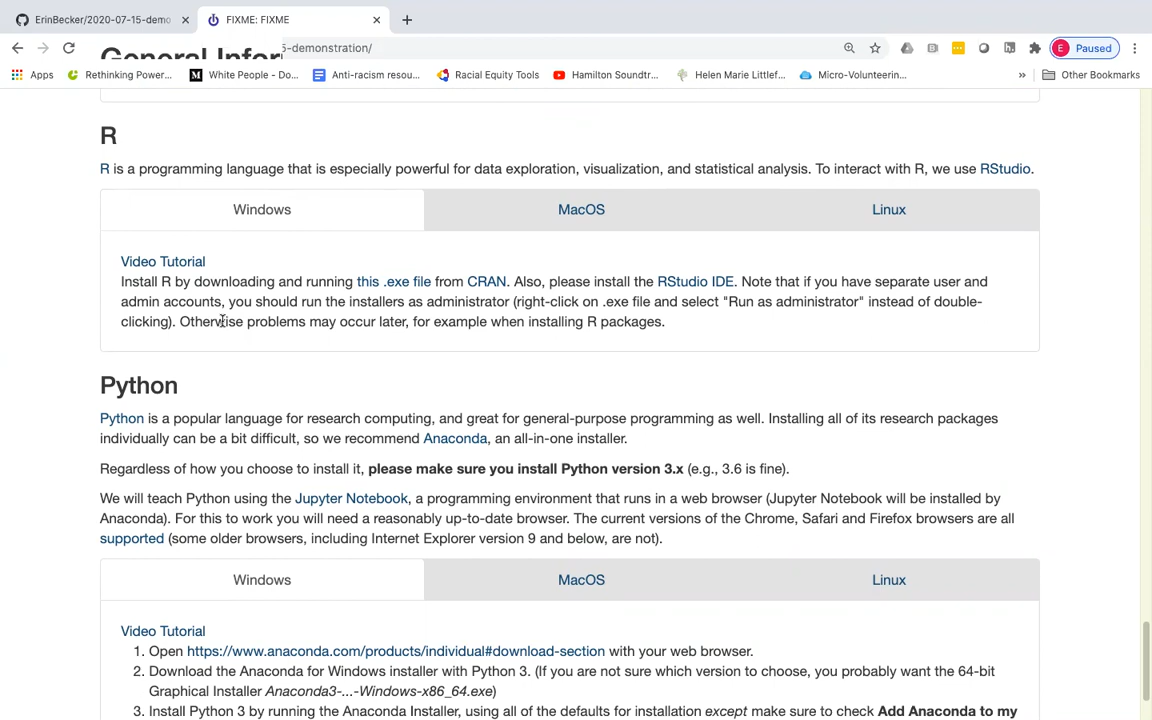 ErinBecker/2020-07-15-demo
FIXME: FIXME
General Infor
5-demonstration/
E Paused
Apps
Rethinking Power...
White People - Do...
Anti-racism resou...
Racial Equity Tools
Hamilton Soundtr...
Helen Marie Littlef...
Micro-Volunteerin...
»
Other Bookmarks
R
R is a programming language that is especially powerful for data exploration, visualization, and statistical analysis. To interact with R, we use RStudio.
Windows
MacOS
Linux
Video Tutorial
Install R by downloading and running this .exe file from CRAN. Also, please install the RStudio IDE. Note that if you have separate user and
admin accounts, you should run the installers as administrator (right-click on .exe file and select "Run as administrator" instead of double-
clicking). Otherwise problems may occur later, for example when installing R packages.
Python
Python is a popular language for research computing, and great for general-purpose programming as well. Installing all of its research packages
individually can be a bit difficult, so we recommend Anaconda, an all-in-one installer.
Regardless of how you choose to install it, please make sure you install Python version 3.x (e.g., 3.6 is fine).
We will teach Python using the Jupyter Notebook, a programming environment that runs in a web browser (Jupyter Notebook will be installed by
Anaconda). For this to work you will need a reasonably up-to-date browser. The current versions of the Chrome, Safari and Firefox browsers are all
supported (some older browsers, including Internet Explorer version 9 and below, are not).
Windows
MacOS
Linux
Video Tutorial
1. Open https://www.anaconda.com/products/individual#download-section with your web browser.
2. Download the Anaconda for Windows installer with Python 3. (If you are not sure which version to choose, you probably want the 64-bit
Graphical Installer Anaconda3-...-Windows-x86_64.exe)
3. Install Python 3 by running the Anaconda Installer, using all of the defaults for installation except make sure to check Add Anaconda to my